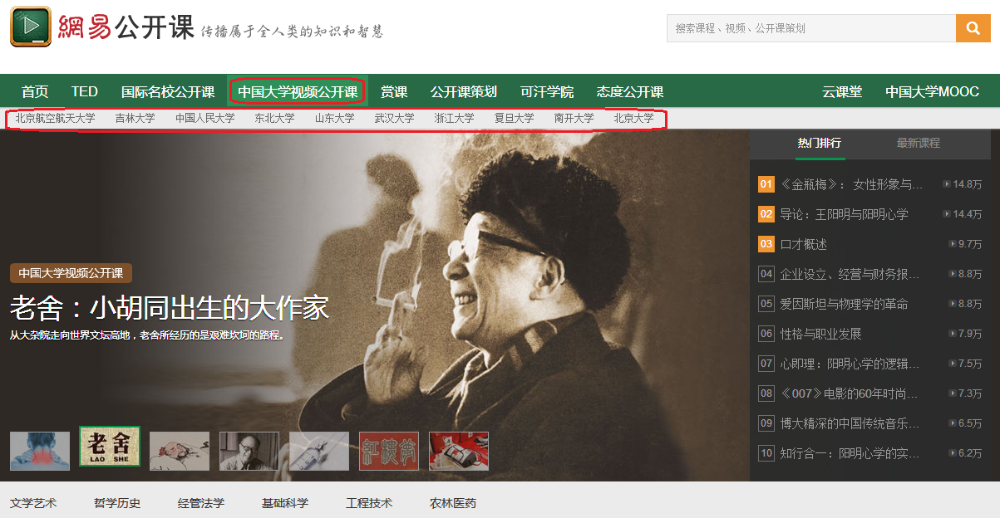 網易公开课 传播属于全人类的知识和智慧
搜索课程、视频、公开课策划
首页 TED 国际名校公开课 中国大学视频公开课 赏课 公开课策划 可汗学院 态度公开课 云课堂 中国大学MOOC
北京航空航天大学 吉林大学 中国人民大学 东北大学 山东大学 武汉大学 浙江大学 复旦大学 南开大学 北京大学
热门排行 最新课程
01 《金瓶梅》：女性形象与... 14.8万
02 导论：王阳明与阳明心学 14.4万
03 口才概述 9.7万
04 企业设立、经营与财务报... 8.8万
05 爱因斯坦与物理学的革命 8.8万
06 性格与职业发展 7.9万
07 心即理：阳明心学的逻辑... 7.5万
08 《007》电影的60年时尚... 7.3万
09 博大精深的中国传统音乐... 6.5万
10 知行合一：阳明心学的实... 6.2万
中国大学视频公开课
老舍：小胡同出生的大作家
从大杂院走向世界文坛高地，老舍所经历的是艰难坎坷的路程。
老舍
LAO SHE
红楼梦
文学艺术 哲学历史 经管法学 基础科学 工程技术 农林医药